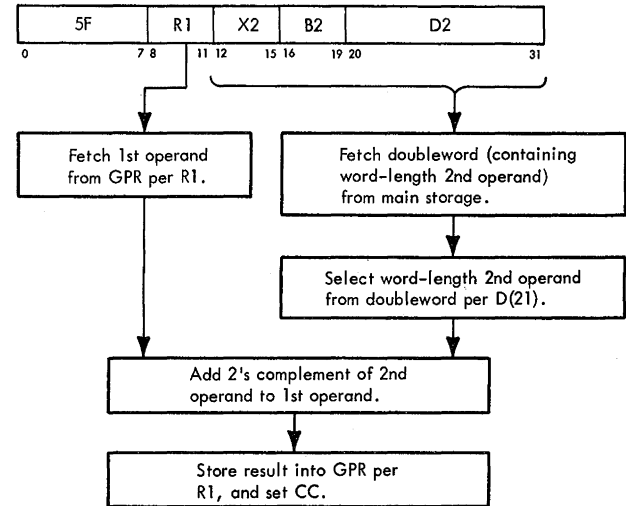 5F R1 X2 B2 D2
0 7 8 11 12 15 16 19 20 31
Fetch 1st operand
from GPR per R1.
Fetch doubleword (containing
word-length 2nd operand)
from main storage.
Select word-length 2nd operand
from doubleword per D(21).
Add 2's complement of 2nd
operand to 1st operand.
Store result into GPR per
R1, and set CC.